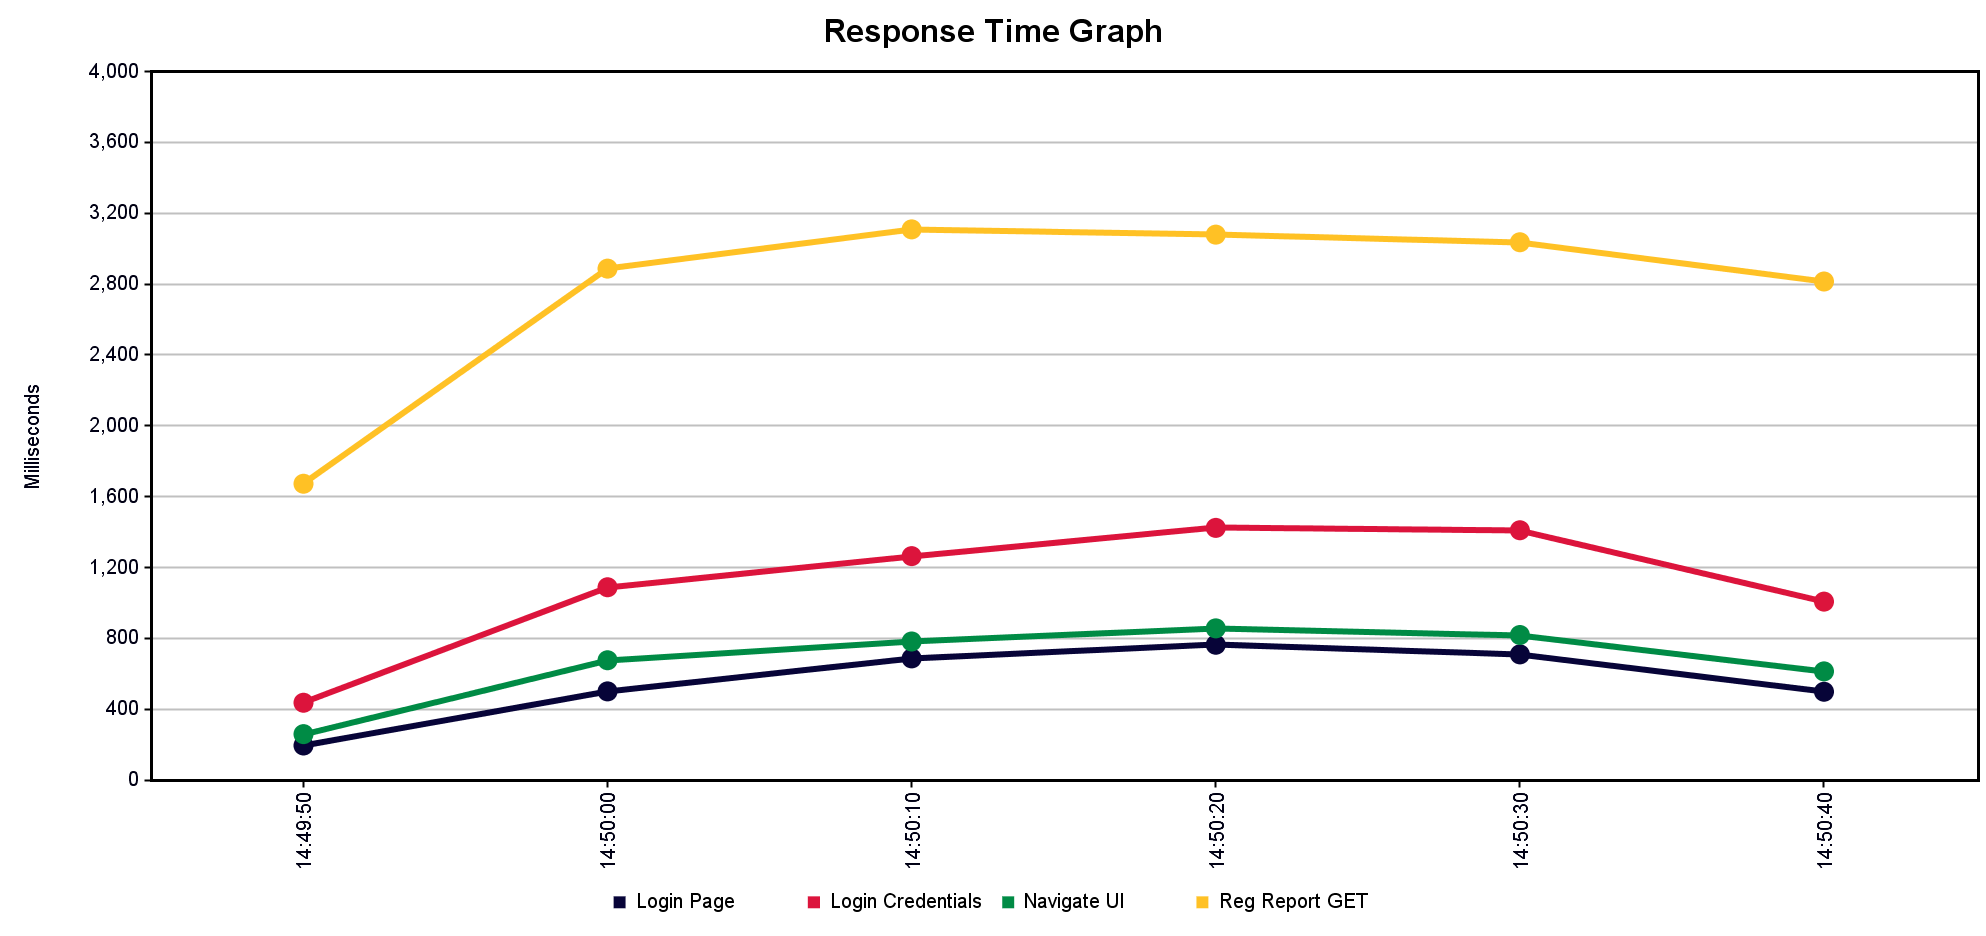 Response Time Graph
4,000
3,600
3,200
2,800
2,400
2,000
1,600
1,200
800
400
0
Milliseconds
14:49:50
14:50:00
14:50:10
14:50:20
14:50:30
14:50:40
Login Page
Login Credentials
Navigate UI
Reg Report GET